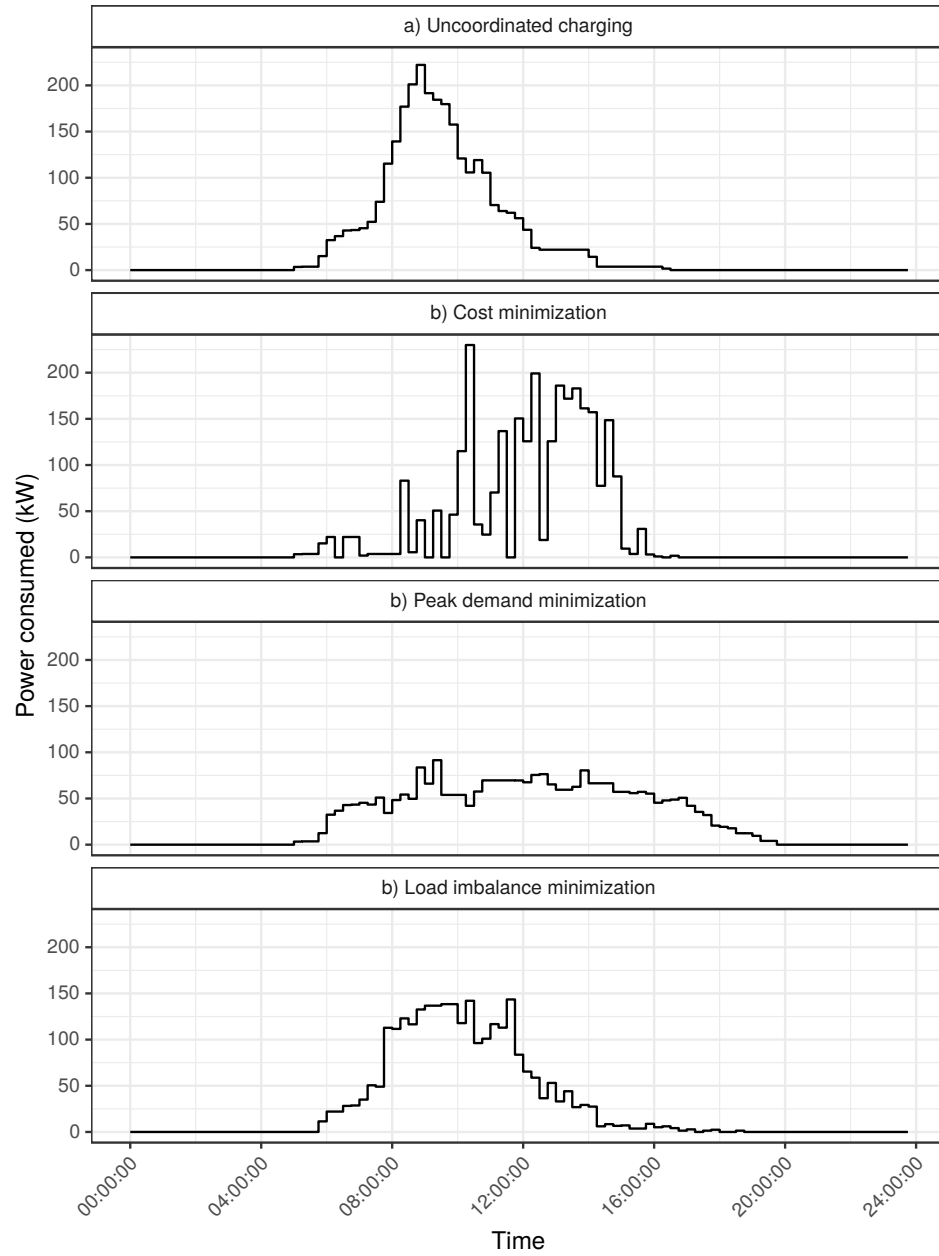 a) Uncoordinated charging
200
150
100
50
0
b) Cost minimization
200
150
100
50
0
b) Peak demand minimization
200
150
100
50
0
b) Load imbalance minimization
200
150
100
50
0
Power consumed (kW)
00:00:00 04:00:00 08:00:00 12:00:00 16:00:00 20:00:00 24:00:00
Time